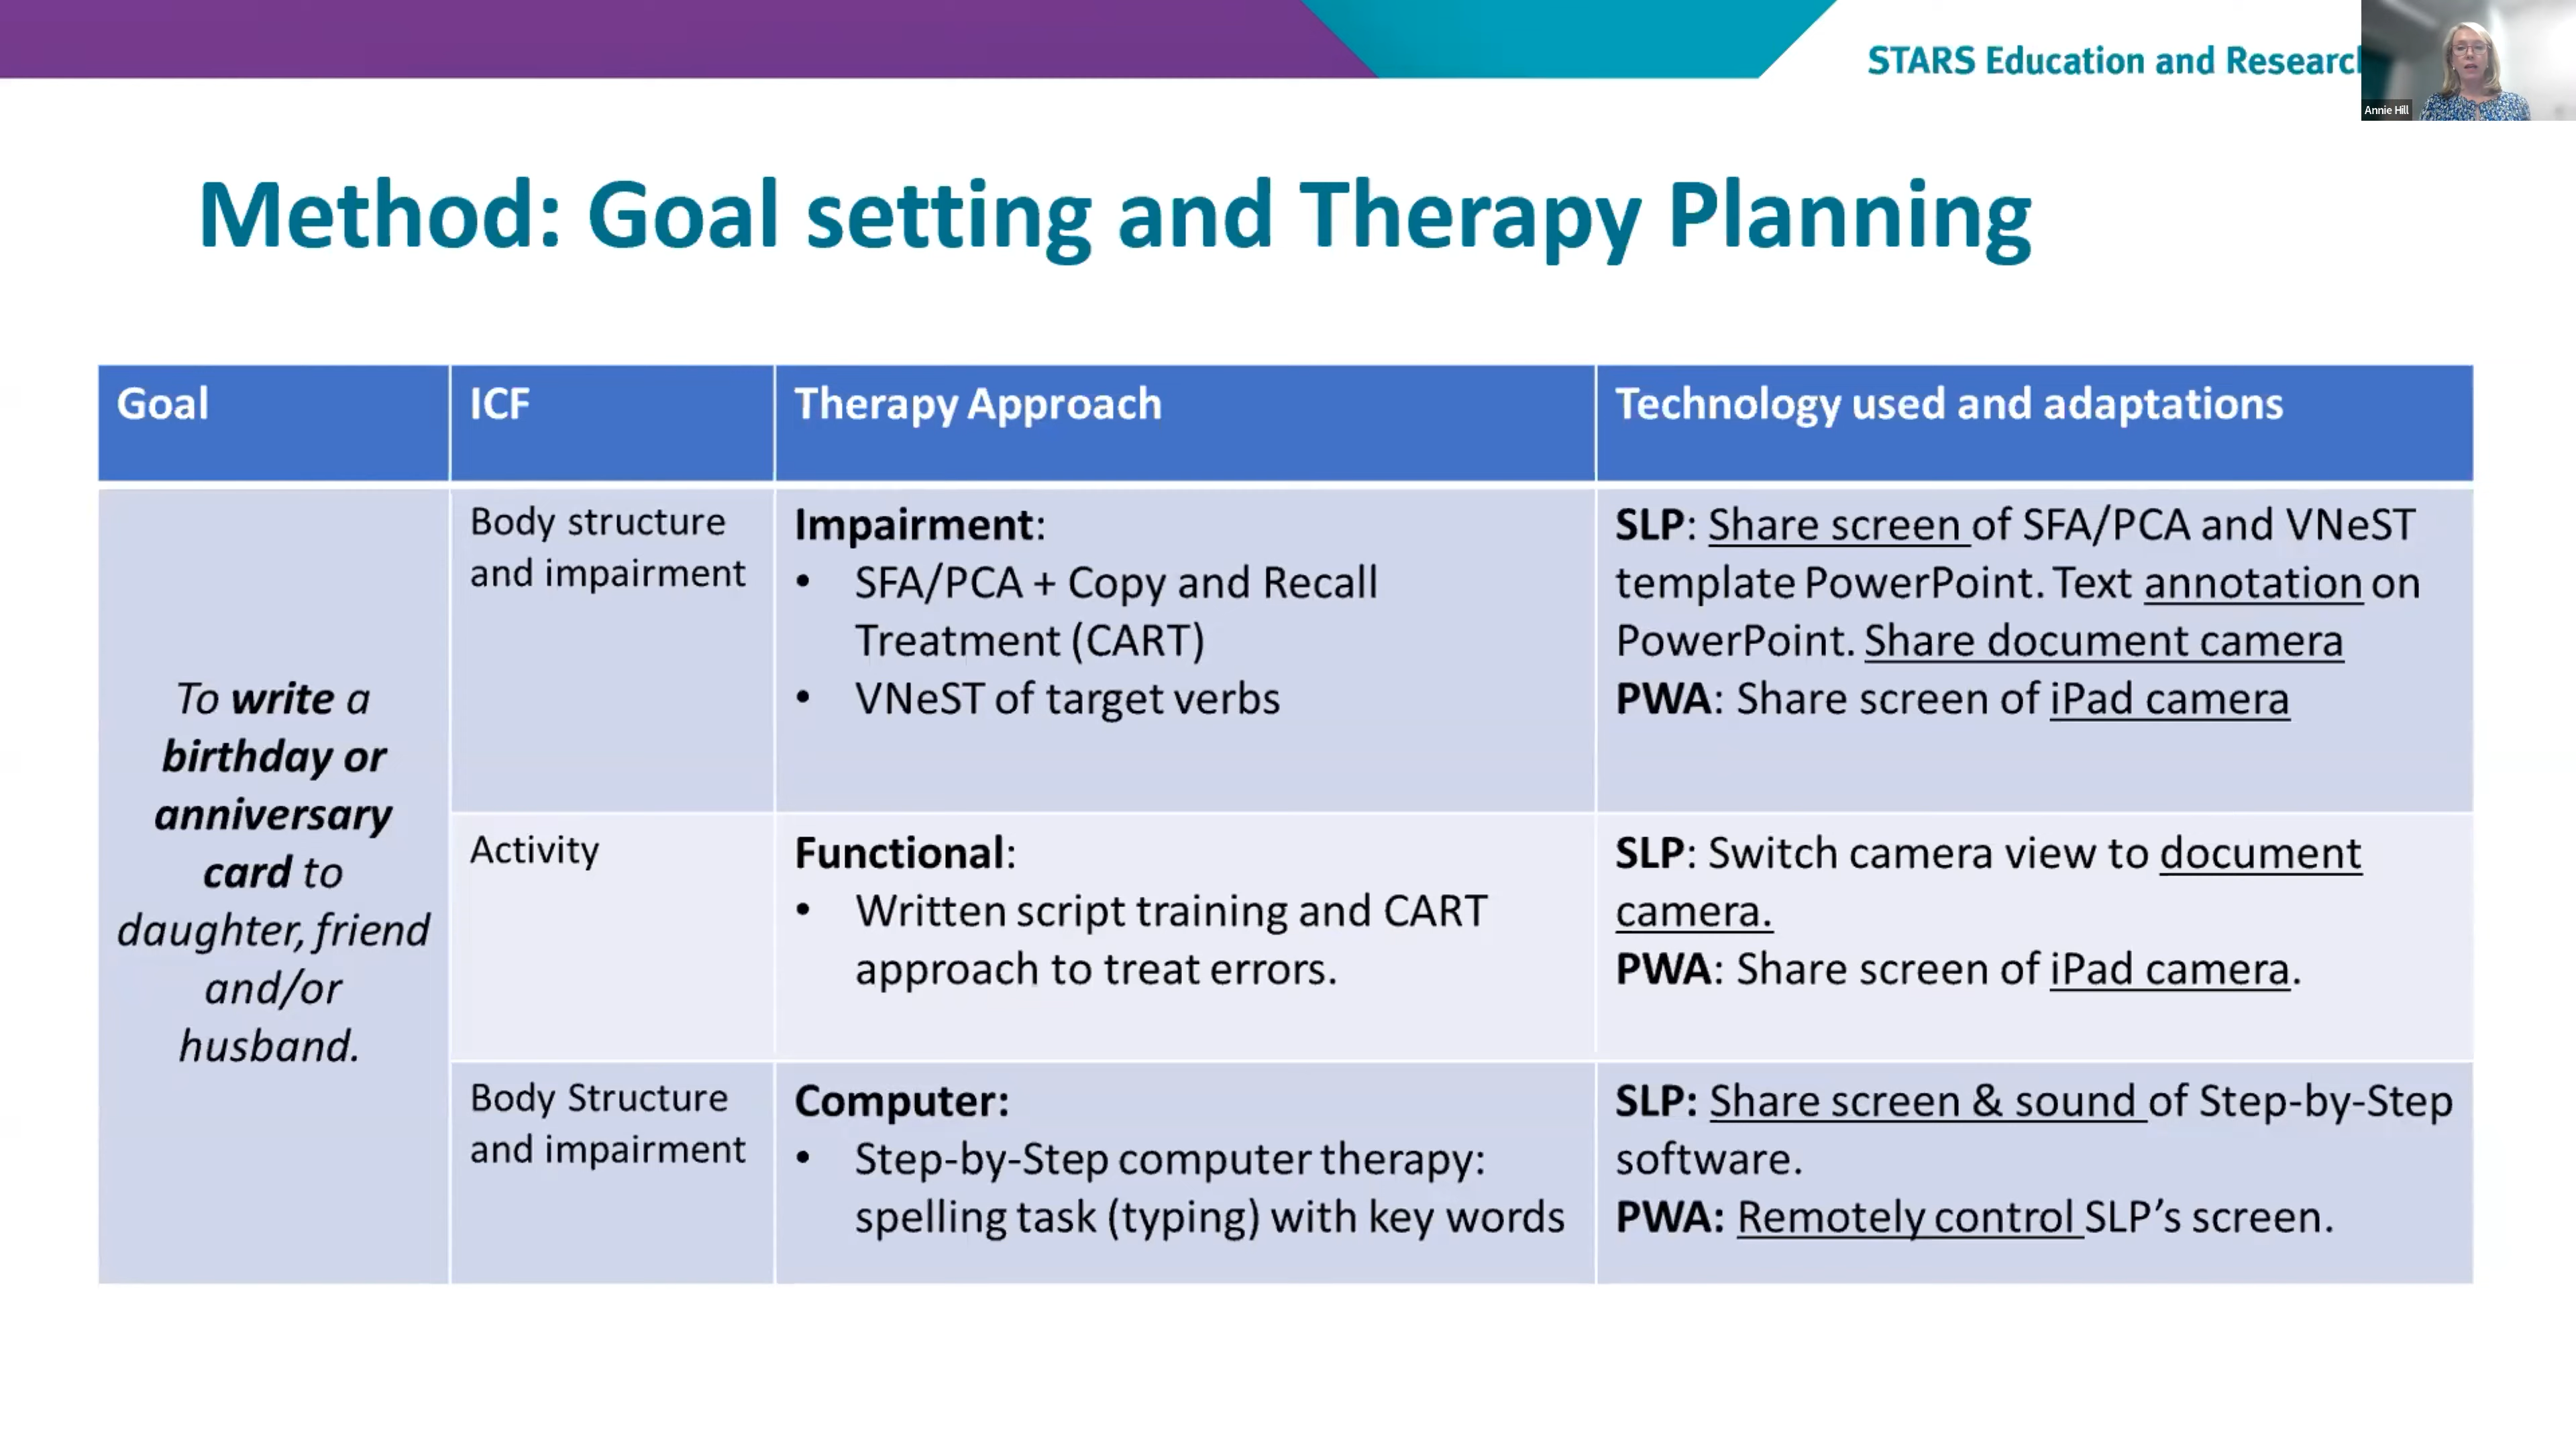 STARS Education and Research
Annie Hill
Method: Goal setting and Therapy Planning
Goal
ICF
Therapy Approach
Technology used and adaptations
To write a
birthday or
anniversary
card to
daughter, friend
and/or
husband.
Body structure
and impairment
Impairment:
• SFA/PCA + Copy and Recall
Treatment (CART)
• VNeST of target verbs
SLP: Share screen of SFA/PCA and VNeST
template PowerPoint. Text annotation on
PowerPoint. Share document camera
PWA: Share screen of iPad camera
Activity
Functional:
• Written script training and CART
approach to treat errors.
SLP: Switch camera view to document
camera.
PWA: Share screen of iPad camera.
Body Structure
and impairment
Computer:
• Step-by-Step computer therapy:
spelling task (typing) with key words
SLP: Share screen & sound of Step-by-Step
software.
PWA: Remotely control SLP’s screen.